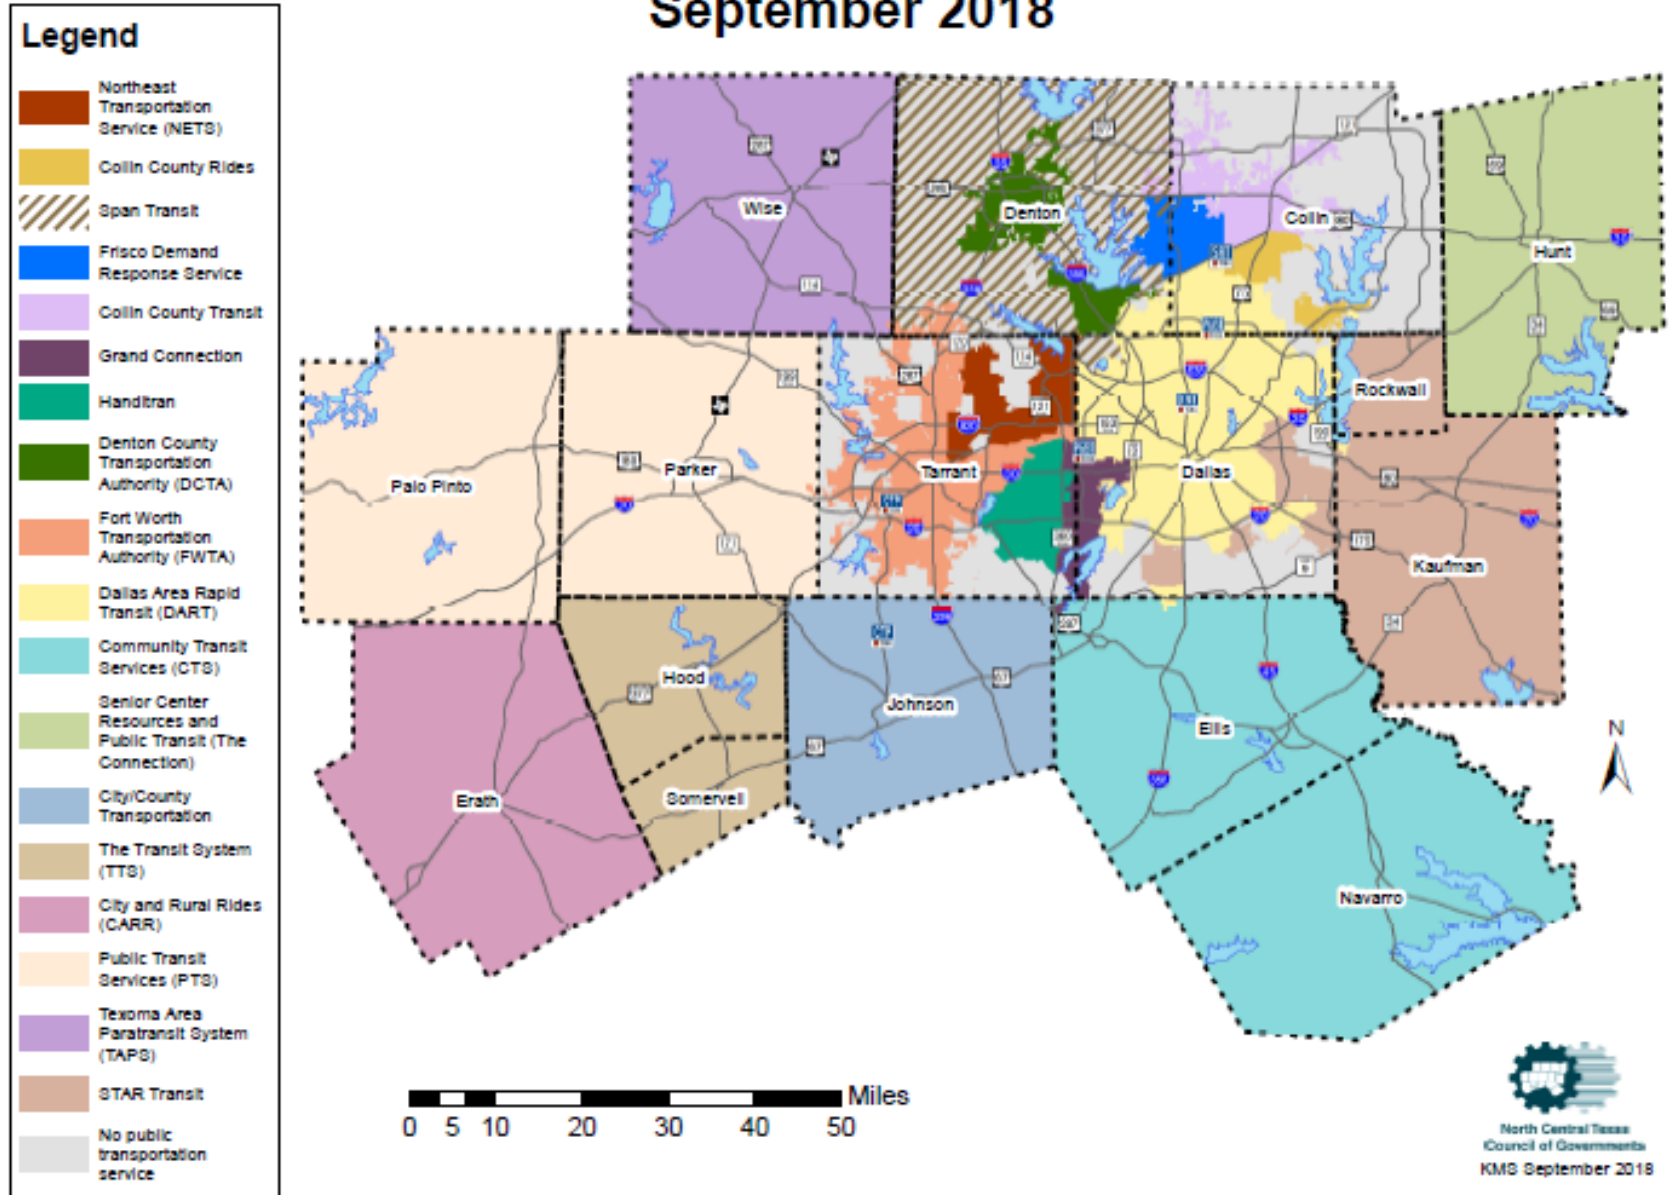 September 2018
Legend
Northeast
Transportation
Service (NETS)
Collin County Rides
Span Transit
Frisco Demand
Response Service
Collin County Transit
Grand Connection
Handitran
Denton County
Transportation
Authority (DCTA)
Fort Worth
Transportation
Authority (FWTA)
Dallas Area Rapid
Transit (DART)
Community Transit
Services (CTS)
Senior Center
Resources and
Public Transit (The
Connection)
City/County
Transportation
The Transit System
(TTS)
City and Rural Rides
(CARR)
Public Transit
Services (PTS)
Texoma Area
Paratransit System
(TAPS)
STAR Transit
No public
transportation
service
Wise
Denton
Collin
Hunt
Palo Pinto
Parker
Tarrant
Dallas
Rockwall
Kaufman
Erath
Hood
Somervell
Johnson
Ellis
Navarro
114
121
67
67
N
Miles
0 5 10 20 30 40 50
North Central Texas
Council of Governments
KMS September 2018